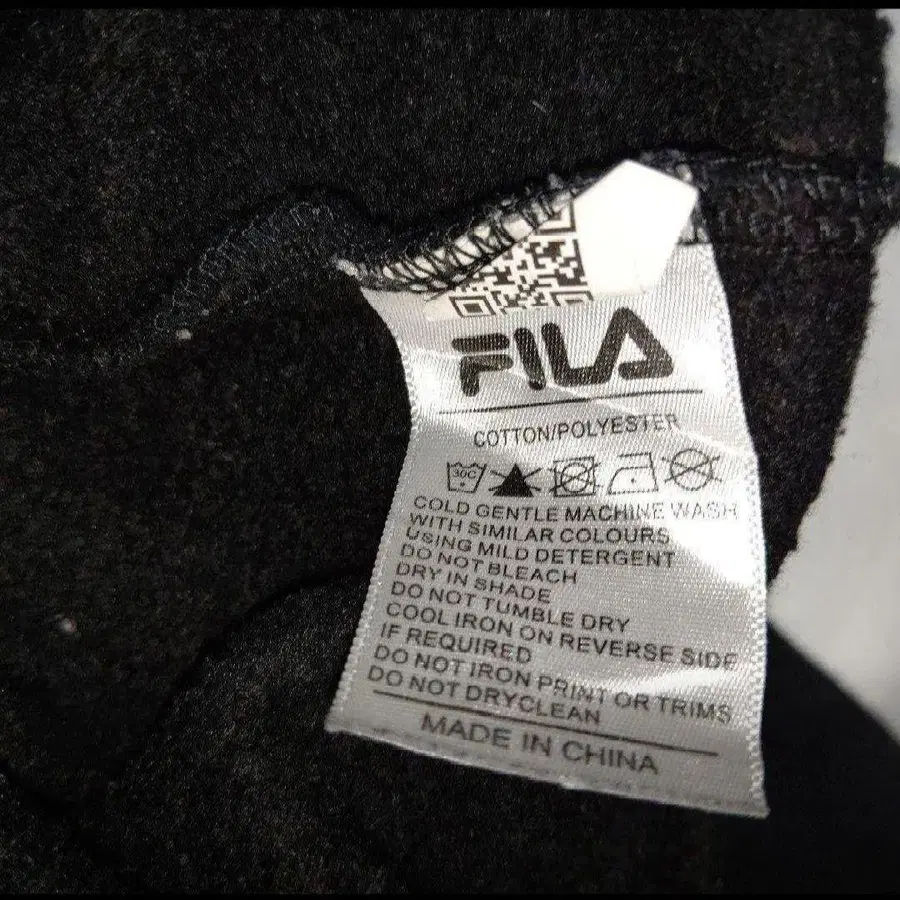 FILA
COTTON/POLYESTER
30C
COLD GENTLE MACHINE WASH
WITH SIMILAR COLOURS
USING MILD DETERGENT
DO NOT BLEACH
DRY IN SHADE
DO NOT TUMBLE DRY
COOL IRON ON REVERSE SIDE
IF REQUIRED
DO NOT IRON PRINT OR TRIMS
DO NOT DRYCLEAN
MADE IN CHINA